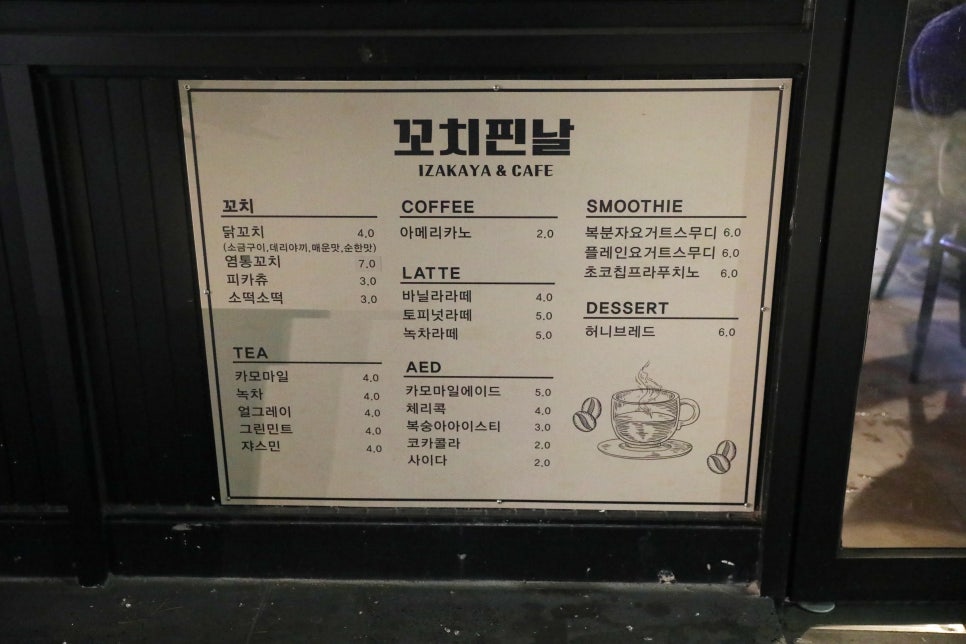 꼬치핀날
IZAKAYA & CAFE
꼬치
닭꼬치 4.0
(소금구이,데리야끼,매운맛,순한맛)
염통꼬치 7.0
피카츄 3.0
소떡소떡 3.0
TEA
카모마일 4.0
녹차 4.0
얼그레이 4.0
그린민트 4.0
쟈스민 4.0
COFFEE
아메리카노 2.0
LATTE
바닐라라떼 4.0
토피넛라떼 5.0
녹차라떼 5.0
AED
카모마일에이드 5.0
체리콕 4.0
복숭아아이스티 3.0
코카콜라 2.0
사이다 2.0
SMOOTHIE
복분자요거트스무디 6.0
플레인요거트스무디 6.0
초코칩프라푸치노 6.0
DESSERT
허니브레드 6.0